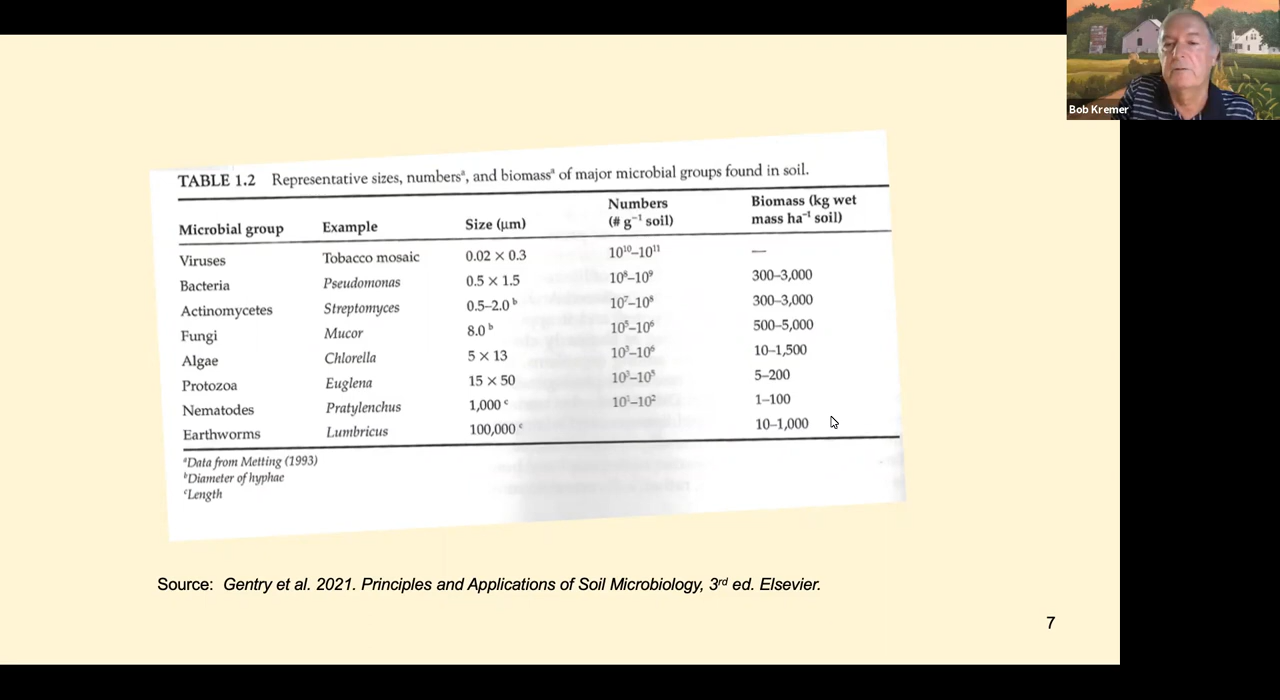 Bob Kremer
TABLE 1.2 Representative sizes, numbersᵃ, and biomassᵃ of major microbial groups found in soil.
Microbial group Example Size (μm) Numbers (# g⁻¹ soil) Biomass (kg wet mass ha⁻¹ soil)
Viruses Tobacco mosaic 0.02 × 0.3 10¹⁰–10¹¹ —
Bacteria Pseudomonas 0.5 × 1.5 10⁸–10⁹ 300–3,000
Actinomycetes Streptomyces 0.5–2.0 ᵇ 10⁷–10⁸ 300–3,000
Fungi Mucor 8.0 ᵇ 10⁵–10⁶ 500–5,000
Algae Chlorella 5 × 13 10³–10⁶ 10–1,500
Protozoa Euglena 15 × 50 10³–10⁵ 5–200
Nematodes Pratylenchus 1,000 ᶜ 10¹–10² 1–100
Earthworms Lumbricus 100,000 ᶜ 10–1,000
ᵃData from Metting (1993)
ᵇDiameter of hyphae
ᶜLength
Source: Gentry et al. 2021. Principles and Applications of Soil Microbiology, 3rd ed. Elsevier.
7